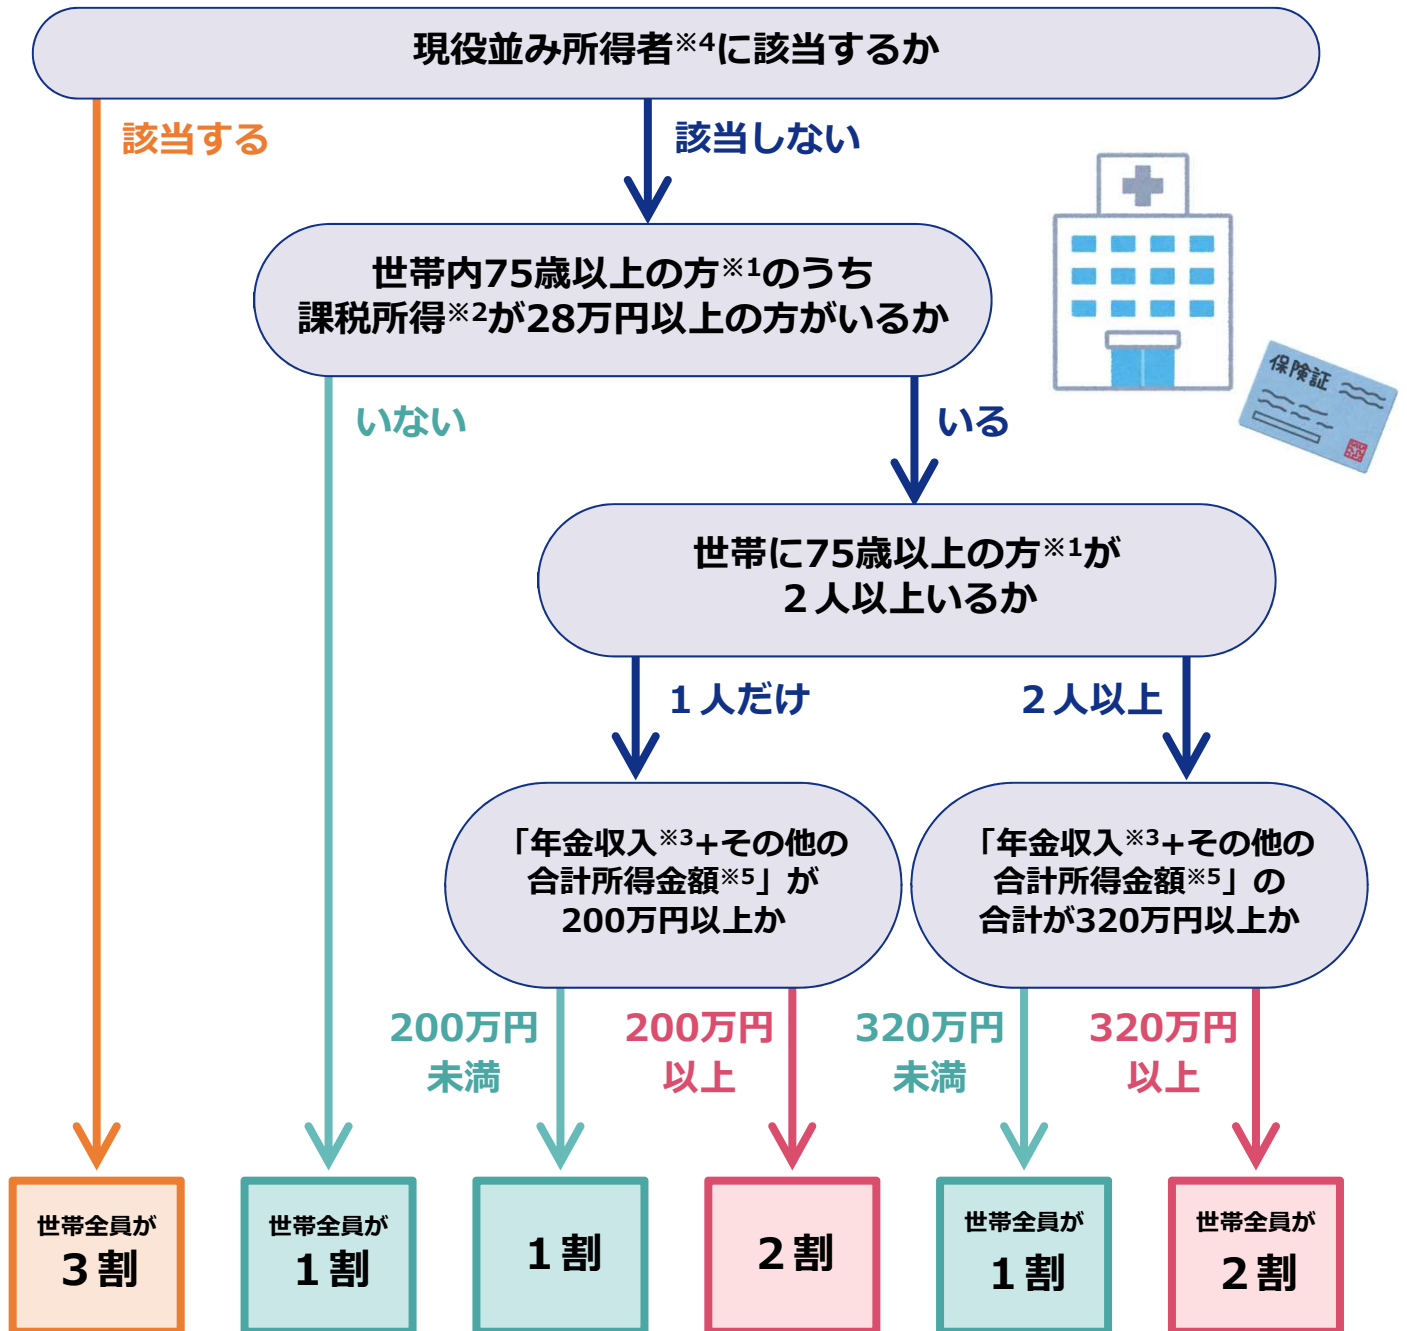 現役並み所得者※4に該当するか
該当する
該当しない
世帯内75歳以上の方※1のうち
課税所得※2が28万円以上の方がいるか
保険証
いない
いる
世帯に75歳以上の方※1が
２人以上いるか
１人だけ
２人以上
「年金収入※3+その他の
合計所得金額※5」が
200万円以上か
「年金収入※3+その他の
合計所得金額※5」の
合計が320万円以上か
200万円
未満
200万円
以上
320万円
未満
320万円
以上
世帯全員が
３割
世帯全員が
１割
１割
２割
世帯全員が
１割
世帯全員が
２割